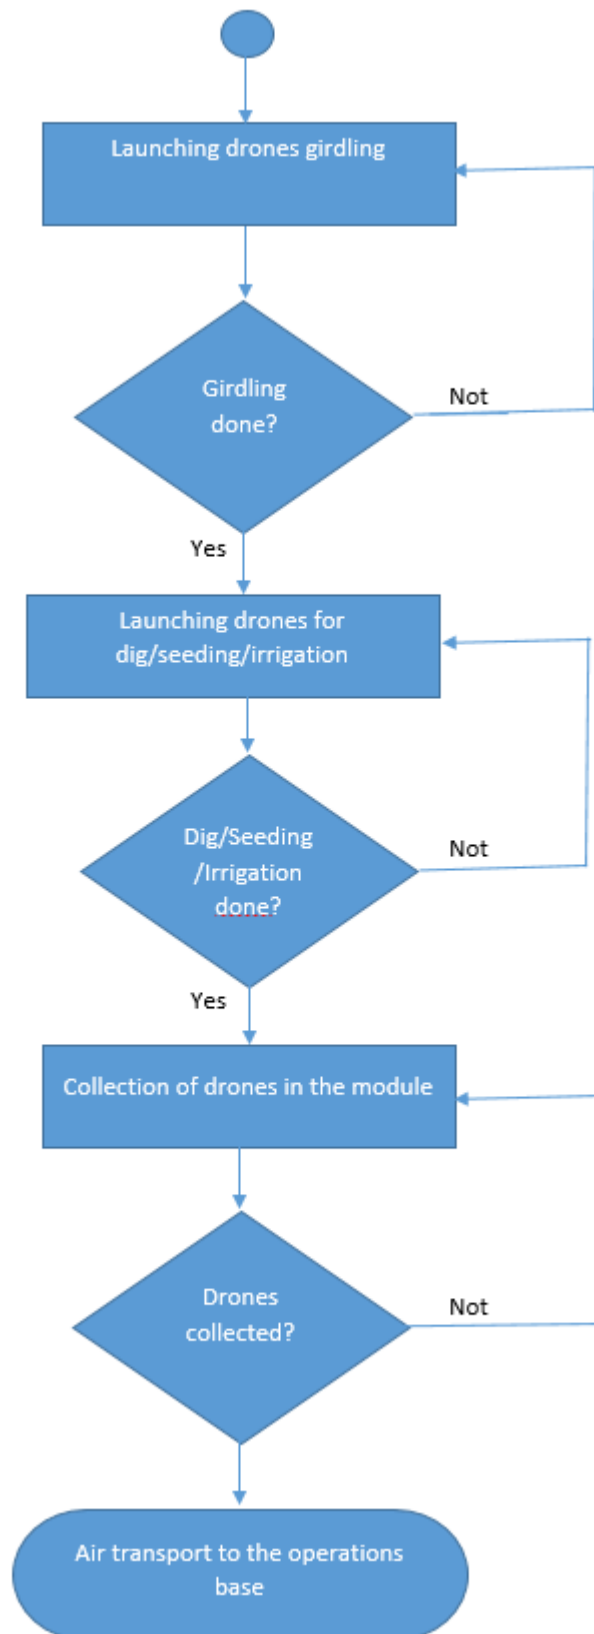 Launching drones girdling
Girdling
done?
Not
Yes
Launching drones for
dig/seeding/irrigation
Dig/Seeding
/Irrigation
done?
Not
Yes
Collection of drones in the module
Drones
collected?
Not
Air transport to the operations
base